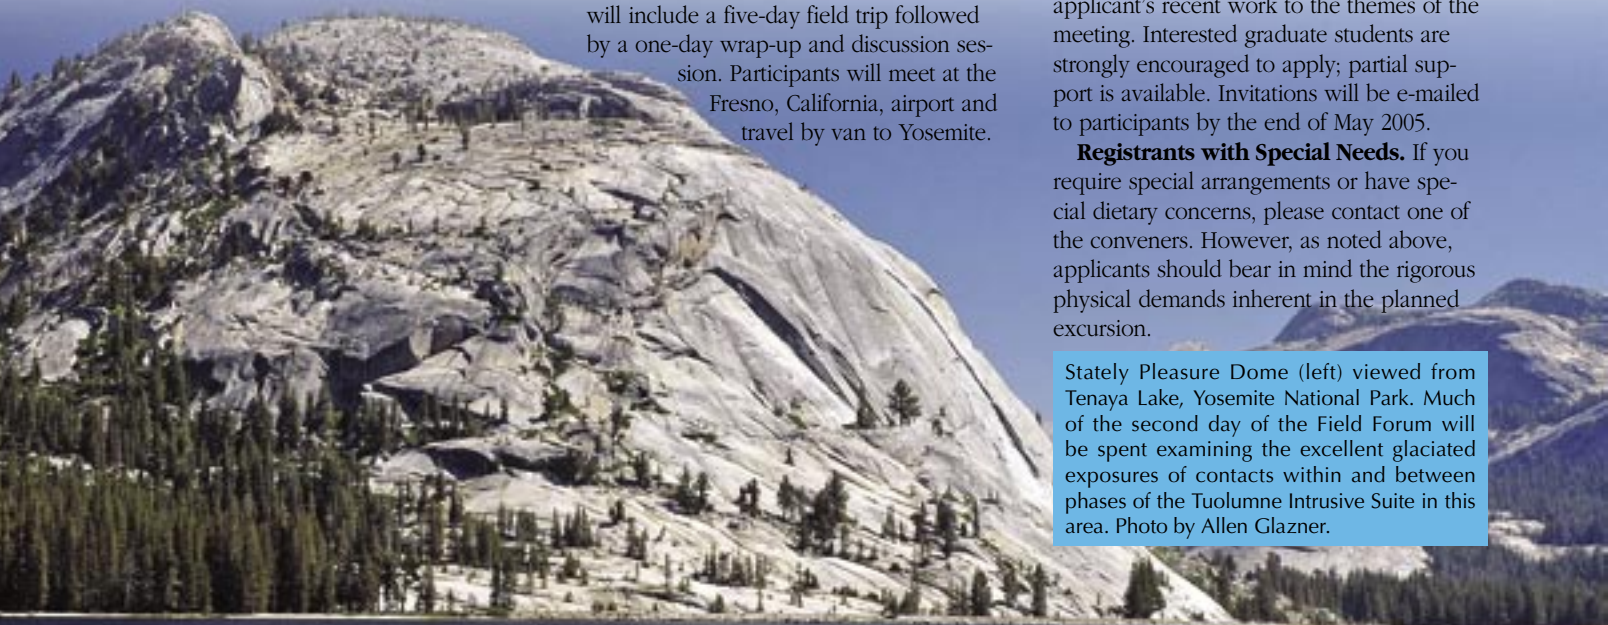 will include a five-day field trip followed
by a one-day wrap-up and discussion ses-
sion. Participants will meet at the
Fresno, California, airport and
travel by van to Yosemite.
applicant's recent work to the themes of the
meeting. Interested graduate students are
strongly encouraged to apply; partial sup-
port is available. Invitations will be e-mailed
to participants by the end of May 2005.
Registrants with Special Needs. If you
require special arrangements or have spe-
cial dietary concerns, please contact one of
the conveners. However, as noted above,
applicants should bear in mind the rigorous
physical demands inherent in the planned
excursion.
Stately Pleasure Dome (left) viewed from
Tenaya Lake, Yosemite National Park. Much
of the second day of the Field Forum will
be spent examining the excellent glaciated
exposures of contacts within and between
phases of the Tuolumne Intrusive Suite in this
area. Photo by Allen Glazner.